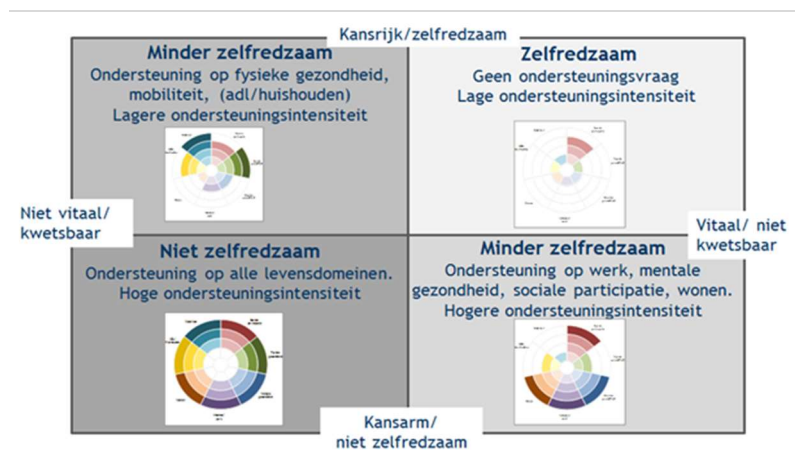 Kansrijk/zelfredzaam
Minder zelfredzaam
Ondersteuning op fysieke gezondheid,
mobiliteit, (adl/huishouden)
Lagere ondersteuningsintensiteit
Zelfredzaam
Geen ondersteuningsvraag
Lage ondersteuningsintensiteit
Niet vitaal/
kwetsbaar
Vitaal/ niet
kwetsbaar
Niet zelfredzaam
Ondersteuning op alle levensdomeinen.
Hoge ondersteuningsintensiteit
Minder zelfredzaam
Ondersteuning op werk, mentale
gezondheid, sociale participatie, wonen.
Hogere ondersteuningsintensiteit
Kansarm/
niet zelfredzaam